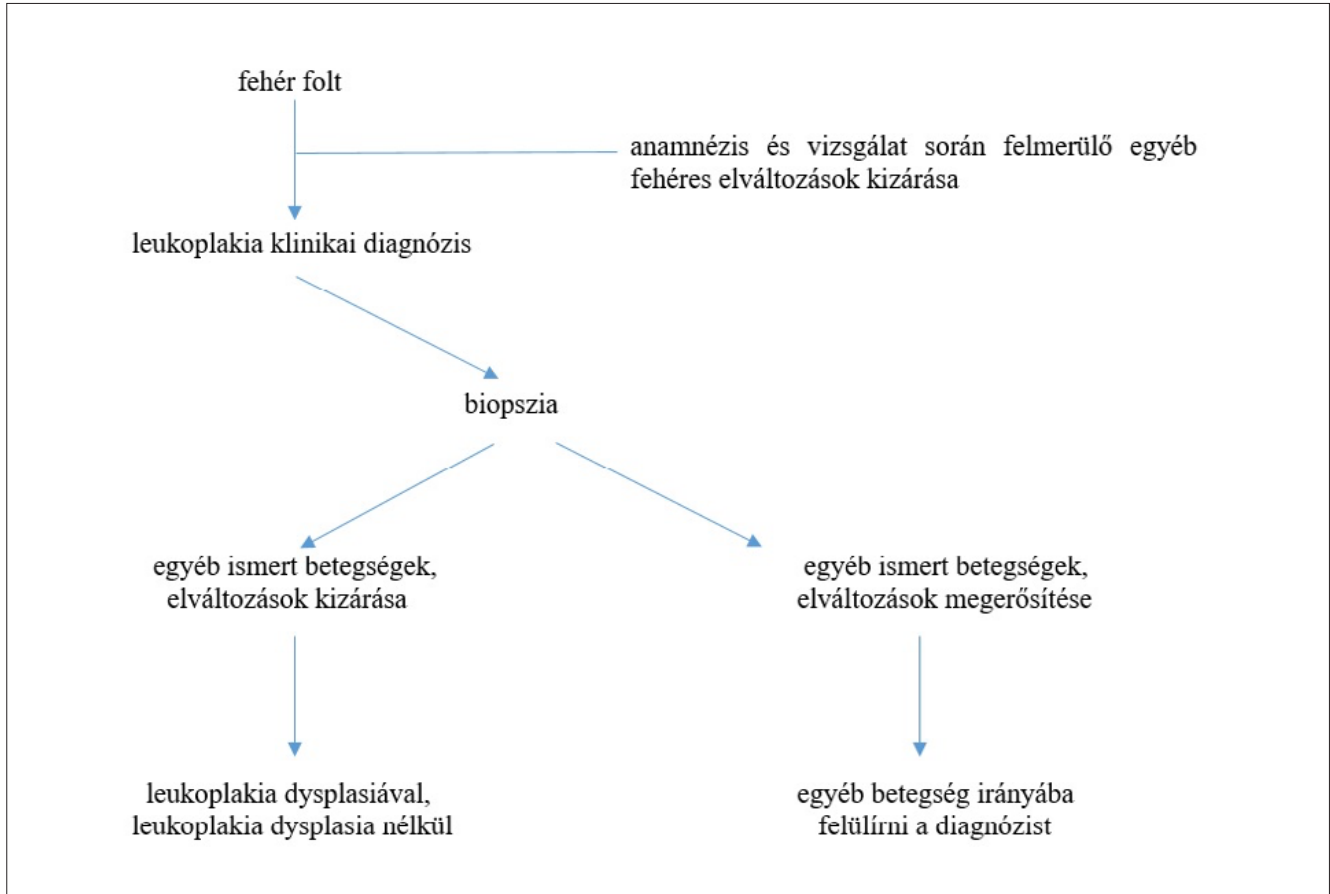 fehér folt
anamnézis és vizsgálat során felmerülő egyéb
fehéres elváltozások kizárása
leukoplakia klinikai diagnózis
biopszia
egyéb ismert betegségek,
elváltozások kizárása
egyéb ismert betegségek,
elváltozások megerősítése
leukoplakia dysplasiával,
leukoplakia dysplasia nélkül
egyéb betegség irányába
felülírni a diagnózist